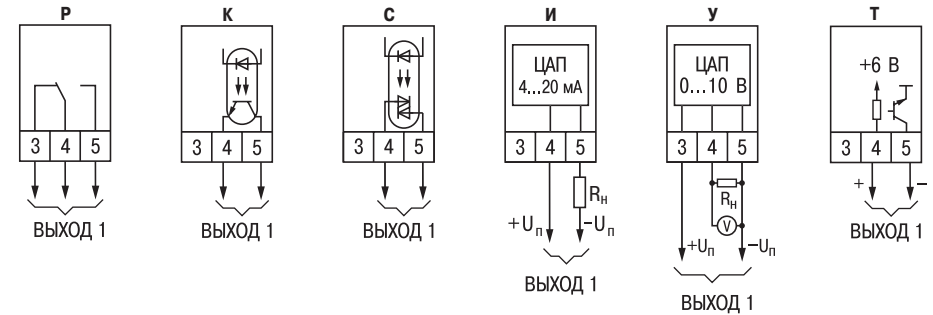 Р К С И У Т
ЦАП
4...20 мА
ЦАП
0...10 В
+6 В
3 4 5
3 4 5
3 4 5
3 4 5
3 4 5
3 4 5
ВЫХОД 1
ВЫХОД 1
ВЫХОД 1
Rн
+Uп
–Uп
ВЫХОД 1
Rн
V
+Uп
–Uп
ВЫХОД 1
+ –
ВЫХОД 1